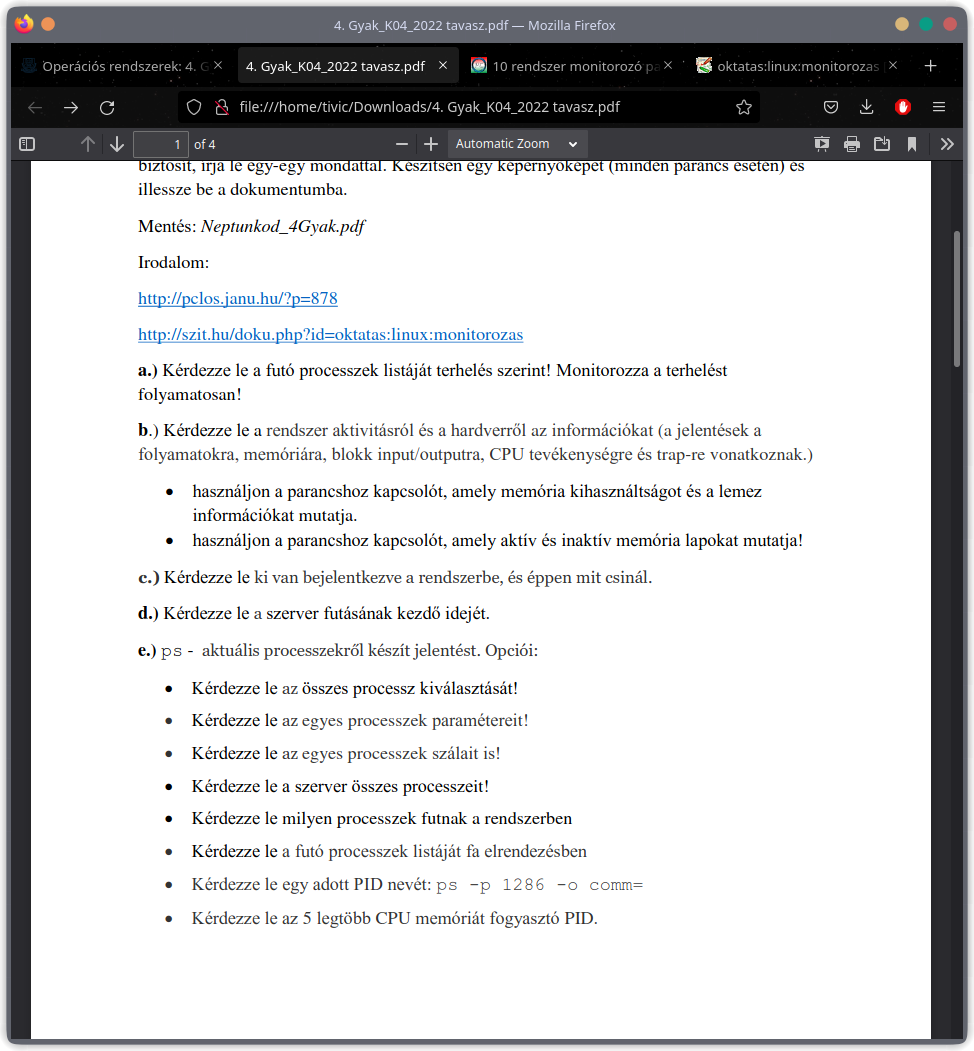 4. Gyak_K04_2022 tavasz.pdf — Mozilla Firefox
Operációs rendszerek: 4. G
4. Gyak_K04_2022 tavasz.pdf
10 rendszer monitorozó pa
oktatas:linux:monitorozas
file:///home/tivic/Downloads/4. Gyak_K04_2022 tavasz.pdf
1 of 4
Automatic Zoom
biztosít, írja le egy-egy mondattal. Készítsen egy képernyőképet (minden parancs esetén) és
illessze be a dokumentumba.
Mentés: Neptunkod_4Gyak.pdf
Irodalom:
http://pclos.janu.hu/?p=878
http://szit.hu/doku.php?id=oktatas:linux:monitorozas
a.) Kérdezze le a futó processzek listáját terhelés szerint! Monitorozza a terhelést
folyamatosan!
b.) Kérdezze le a rendszer aktivitásról és a hardverről az információkat (a jelentések a
folyamatokra, memóriára, blokk input/outputra, CPU tevékenységre és trap-re vonatkoznak.)
• használjon a parancshoz kapcsolót, amely memória kihasználtságot és a lemez
információkat mutatja.
• használjon a parancshoz kapcsolót, amely aktív és inaktív memória lapokat mutatja!
c.) Kérdezze le ki van bejelentkezve a rendszerbe, és éppen mit csinál.
d.) Kérdezze le a szerver futásának kezdő idejét.
e.) ps - aktuális processzekről készít jelentést. Opciói:
• Kérdezze le az összes processz kiválasztását!
• Kérdezze le az egyes processzek paramétereit!
• Kérdezze le az egyes processzek szálait is!
• Kérdezze le a szerver összes processzeit!
• Kérdezze le milyen processzek futnak a rendszerben
• Kérdezze le a futó processzek listáját fa elrendezésben
• Kérdezze le egy adott PID nevét: ps -p 1286 -o comm=
• Kérdezze le az 5 legtöbb CPU memóriát fogyasztó PID.